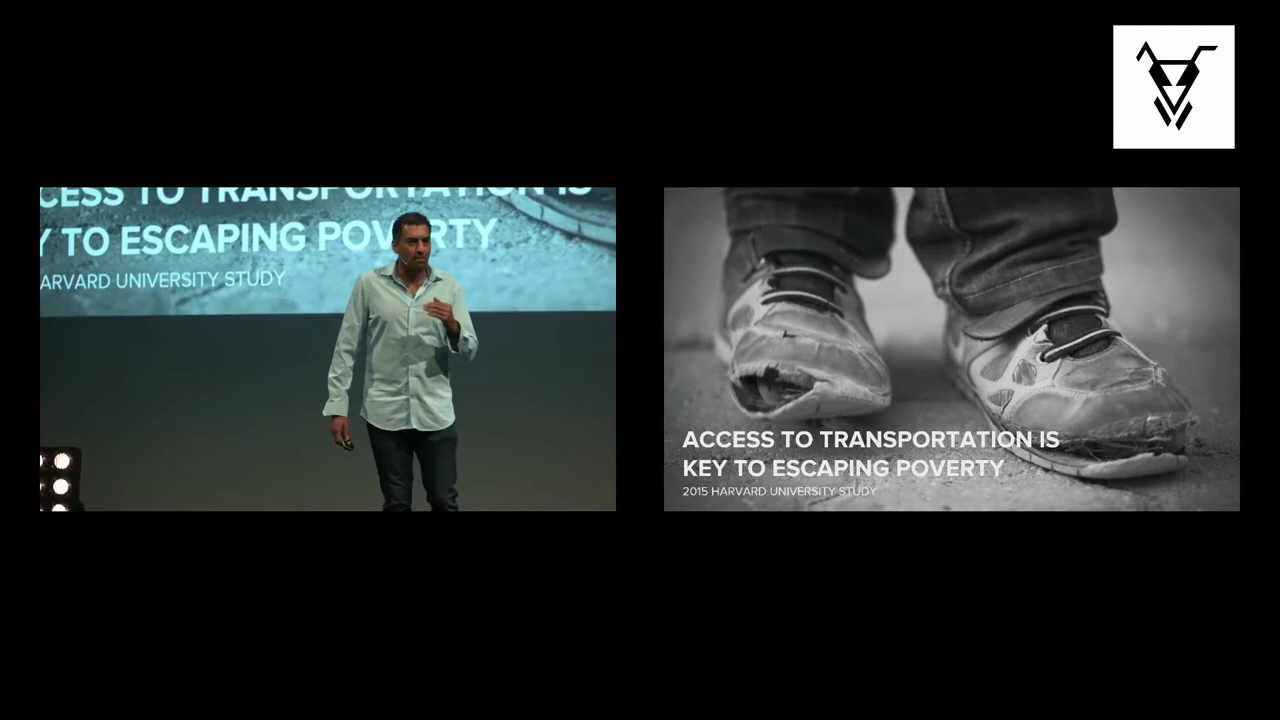 CESS TO TRANSPORTATION IS
Y TO ESCAPING POVERTY
ARVARD UNIVERSITY STUDY
ACCESS TO TRANSPORTATION IS
KEY TO ESCAPING POVERTY
2015 HARVARD UNIVERSITY STUDY